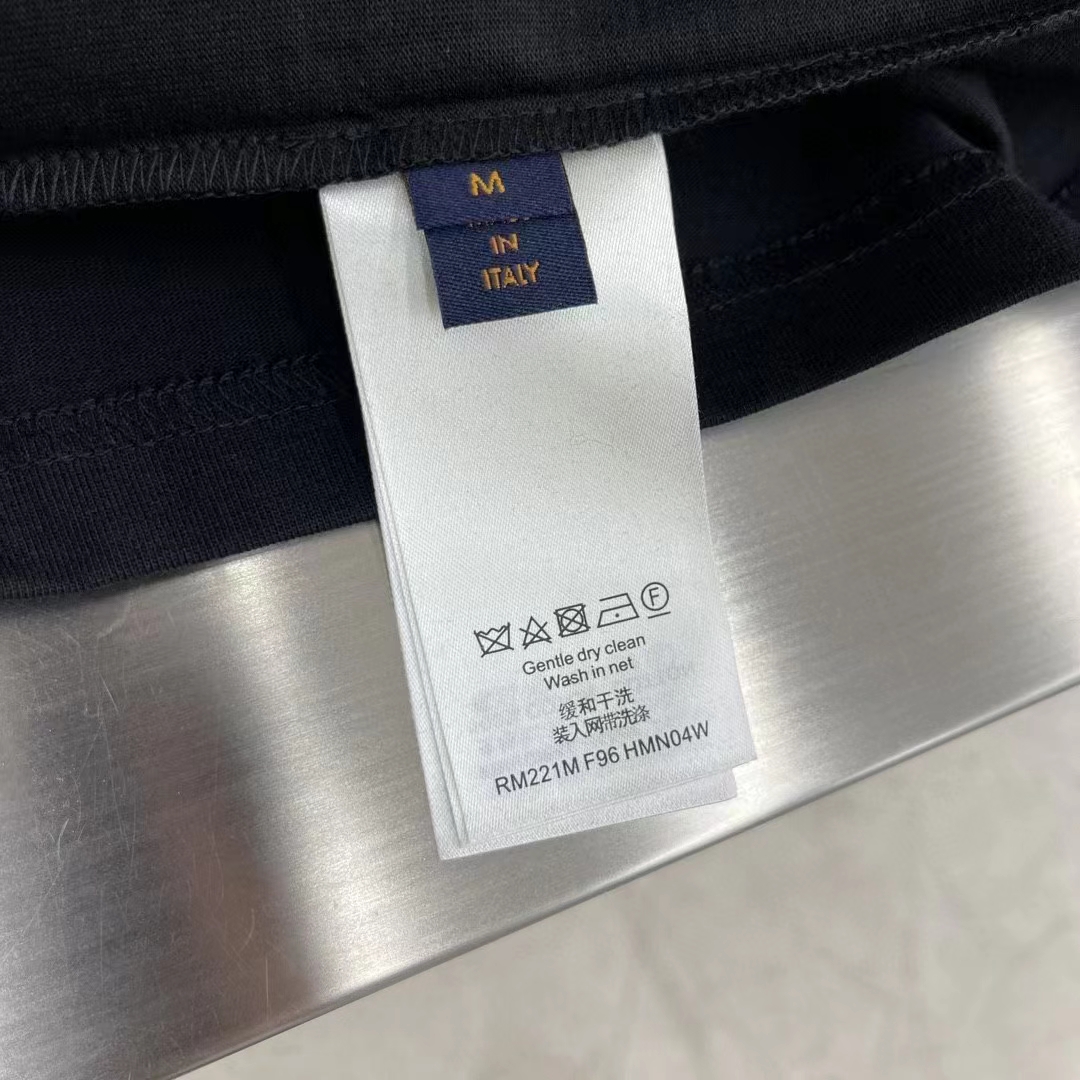 M
IN
ITALY
F
Gentle dry clean
Wash in net
缓和干洗
装入网带洗涤
RM221M F96 HMN04W